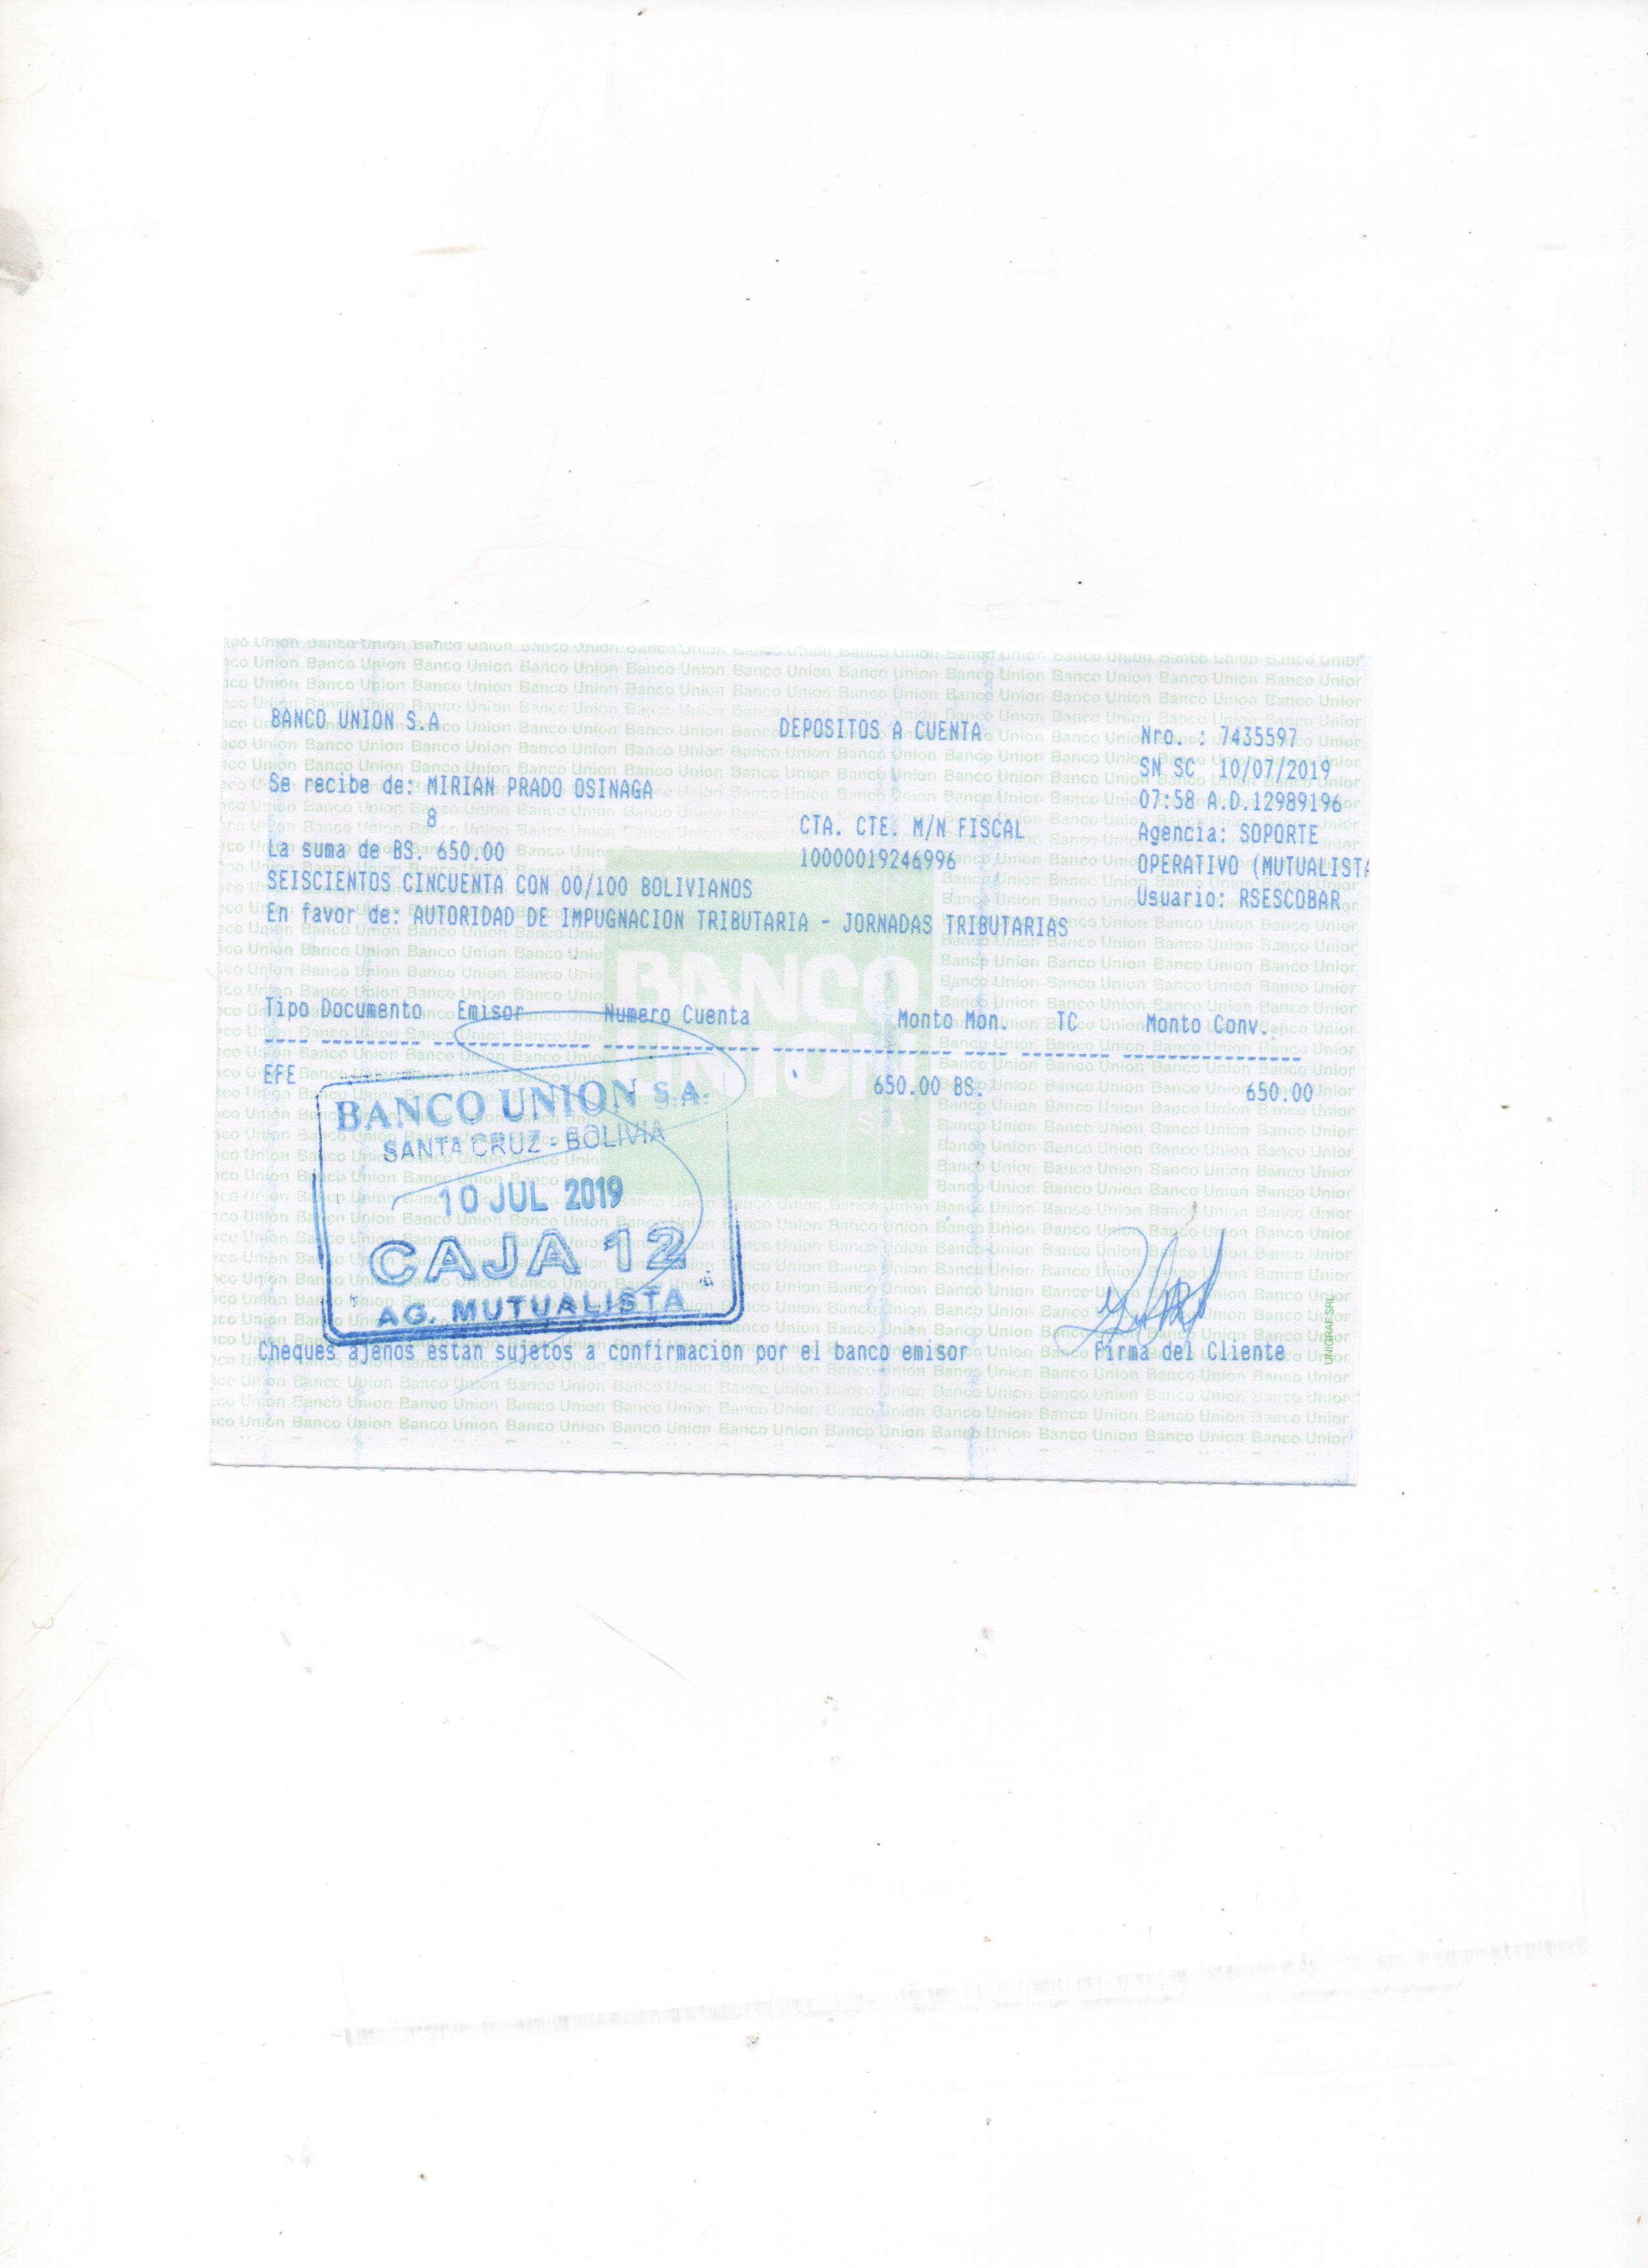 BANCO UNION S.A
DEPOSITOS A CUENTA
Nro. : 7435597
SN SC 10/07/2019
Se recibe de: MIRIAN PRADO OSINAGA
07:58 A.D.12989196
8
CTA. CTE. M/N FISCAL
Agencia: SOPORTE
La suma de BS. 650.00
10000019246996
OPERATIVO (MUTUALISTA
SEISCIENTOS CINCUENTA CON 00/100 BOLIVIANOS
Usuario: RSESCOBAR
En favor de: AUTORIDAD DE IMPUGNACION TRIBUTARIA - JORNADAS TRIBUTARIAS
BANCO
UNION
S.A.
Tipo Documento Emisor Numero Cuenta Monto Mon. TC Monto Conv.
EFE 650.00 BS. 650.00
BANCO UNION S.A.
SANTA CRUZ - BOLIVIA
10 JUL 2019
CAJA 12
AG. MUTUALISTA
Cheques ajenos estan sujetos a confirmacion por el banco emisor
Firma del Cliente
UNIGRAF SRL